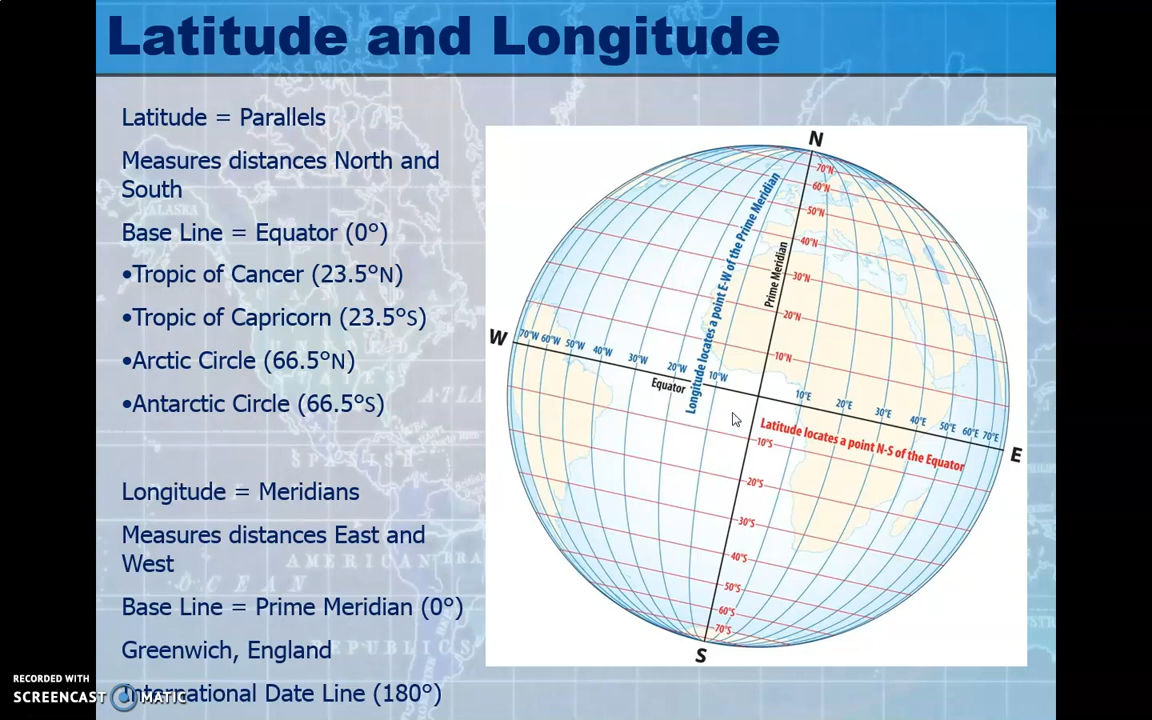 Latitude and Longitude
Latitude = Parallels
Measures distances North and
South
Base Line = Equator (0°)
•Tropic of Cancer (23.5°N)
•Tropic of Capricorn (23.5°S)
•Arctic Circle (66.5°N)
•Antarctic Circle (66.5°S)
Longitude = Meridians
Measures distances East and
West
Base Line = Prime Meridian (0°)
Greenwich, England
International Date Line (180°)
N
70°N
60°N
50°N
40°N
30°N
20°N
10°N
Prime Meridian
Longitude locates a point E-W of the Prime Meridian
W
70°W 60°W 50°W 40°W 30°W 20°W 10°W
Equator
10°E 20°E 30°E 40°E 50°E 60°E 70°E
E
Latitude locates a point N-S of the Equator
10°S
20°S
30°S
40°S
50°S
60°S
70°S
S
ALASKA
OCEAN
AMERICAN
RECORDED WITH
SCREENCAST MATIC